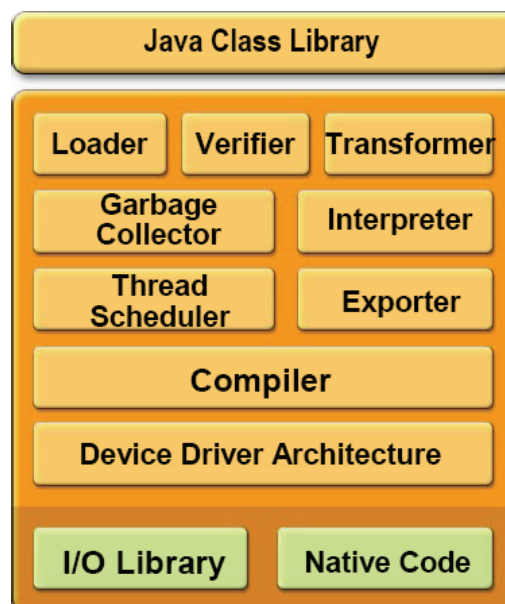 Java Class Library
Loader
Verifier
Transformer
Garbage
Collector
Interpreter
Thread
Scheduler
Exporter
Compiler
Device Driver Architecture
I/O Library
Native Code